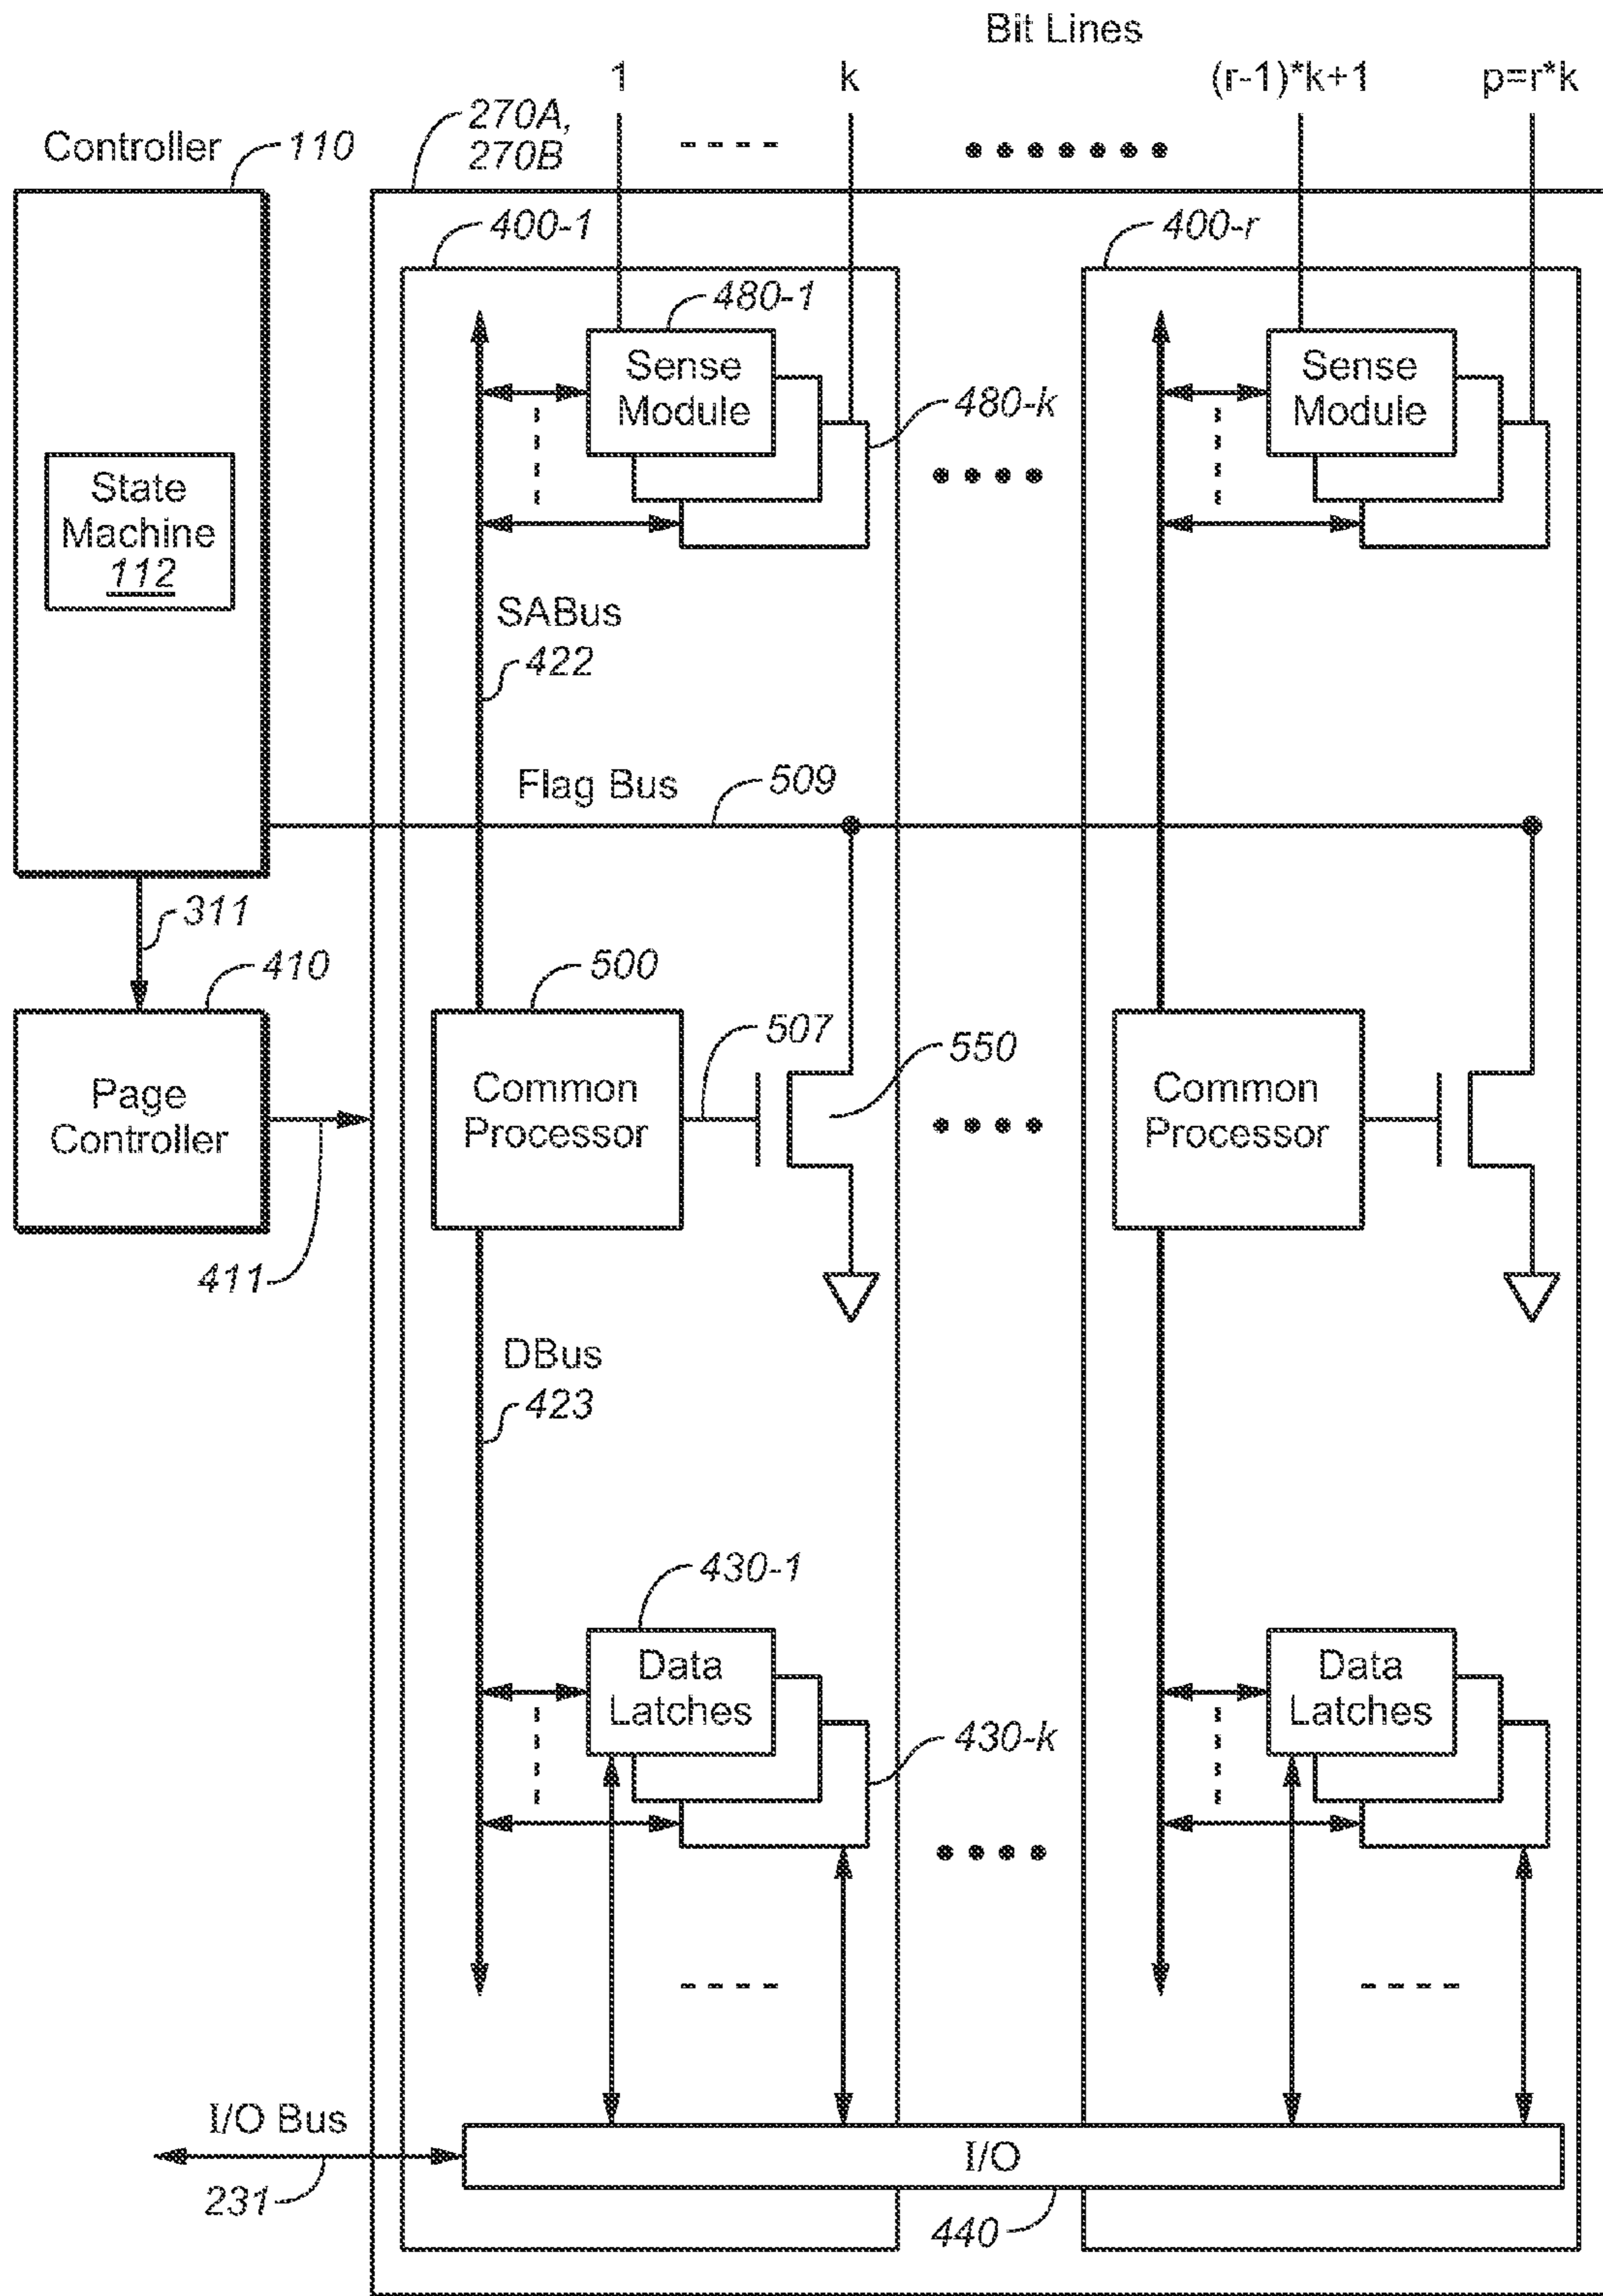 Bit Lines
1
k
(r-1)*k+1
p=r*k
270A,
270B
Controller
110
400-1
400-r
480-1
Sense
Module
480-k
Sense
Module
State
Machine
112
SABus
422
Flag Bus
509
311
410
500
507
550
Page
Controller
Common
Processor
Common
Processor
411
DBus
423
430-1
Data
Latches
430-k
Data
Latches
I/O Bus
I/O
231
440